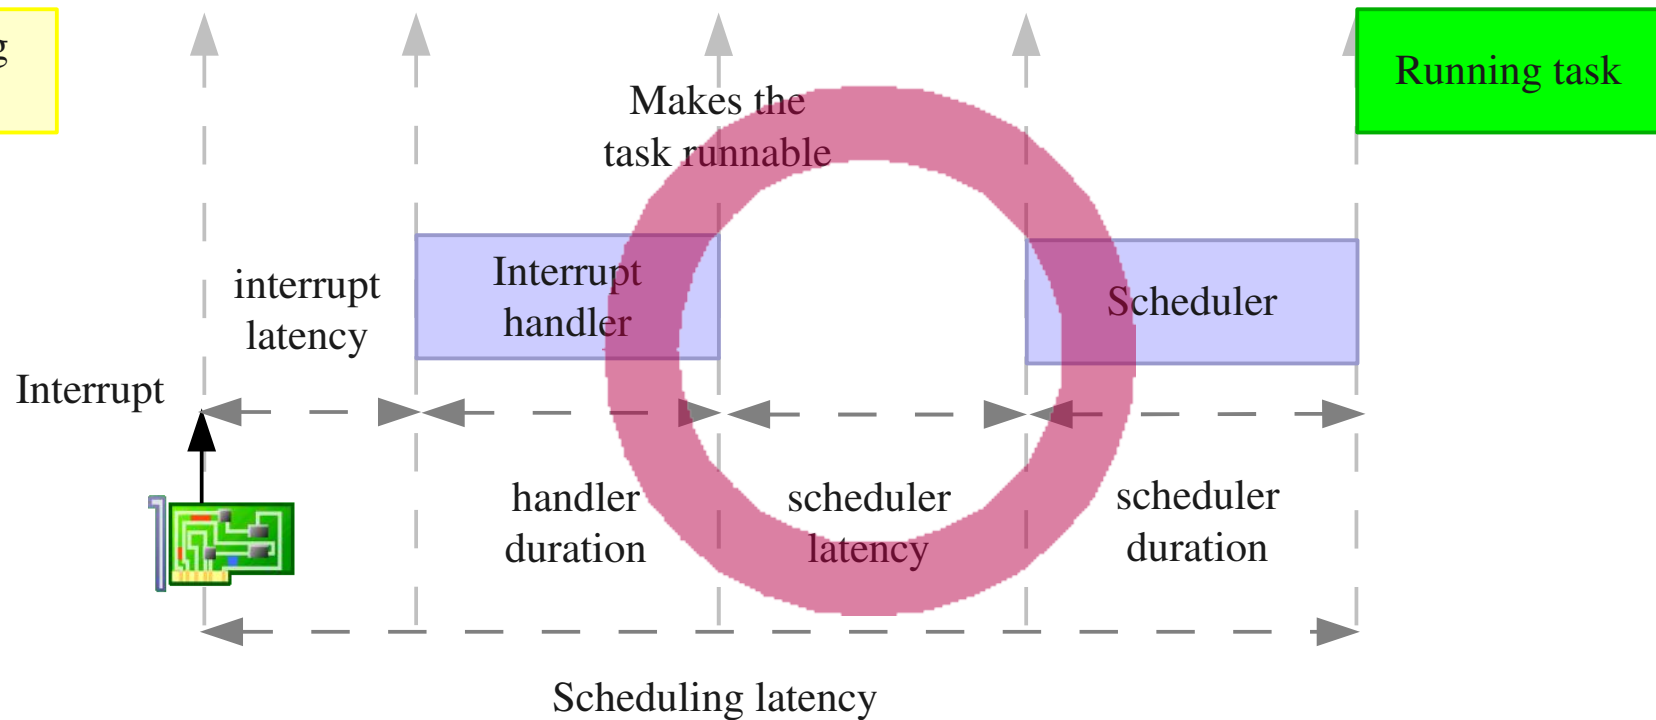 Running task
Makes the
task runnable
interrupt
latency
Interrupt
handler
Scheduler
Interrupt
handler
duration
scheduler
latency
scheduler
duration
Scheduling latency